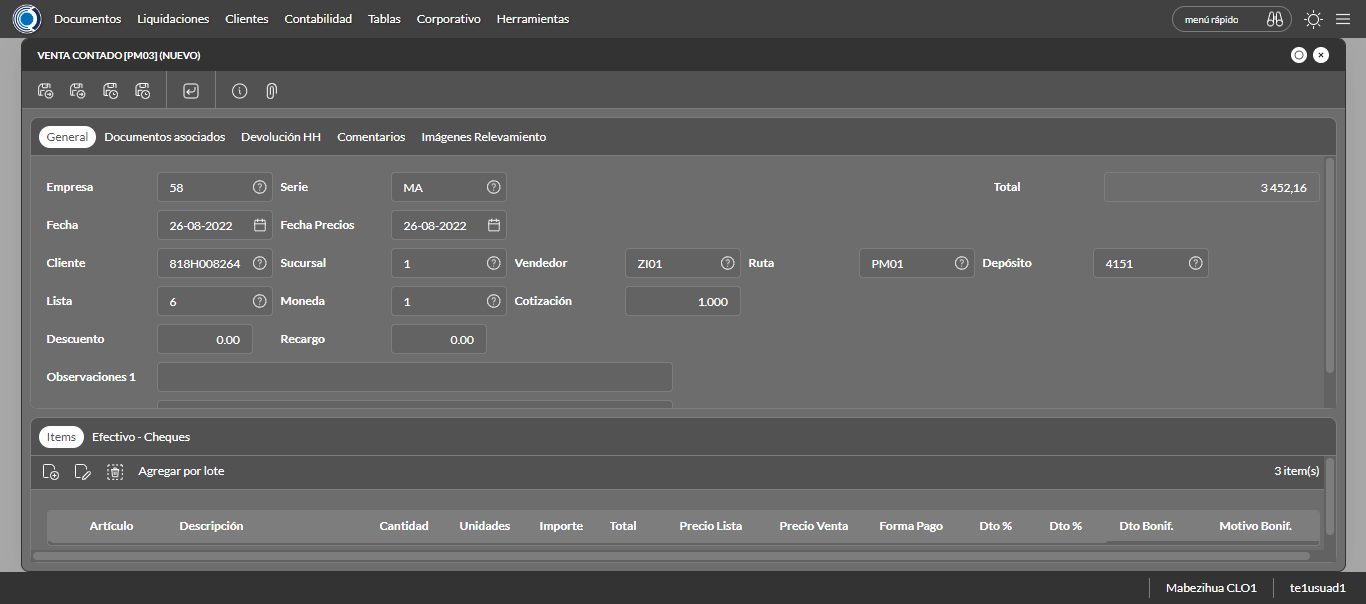 Documentos Liquidaciones Clientes Contabilidad Tablas Corporativo Herramientas menú rápido
VENTA CONTADO [PM03] (NUEVO)
General Documentos asociados Devolución HH Comentarios Imágenes Relevamiento
Empresa 58 Serie MA Total 3 452,16
Fecha 26-08-2022 Fecha Precios 26-08-2022
Cliente 818H008264 Sucursal 1 Vendedor ZI01 Ruta PM01 Depósito 4151
Lista 6 Moneda 1 Cotización 1.000
Descuento 0.00 Recargo 0.00
Observaciones 1
Items Efectivo - Cheques
Agregar por lote 3 item(s)
Artículo Descripción Cantidad Unidades Importe Total Precio Lista Precio Venta Forma Pago Dto % Dto % Dto Bonif. Motivo Bonif.
Mabezihua CLO1 te1usuad1